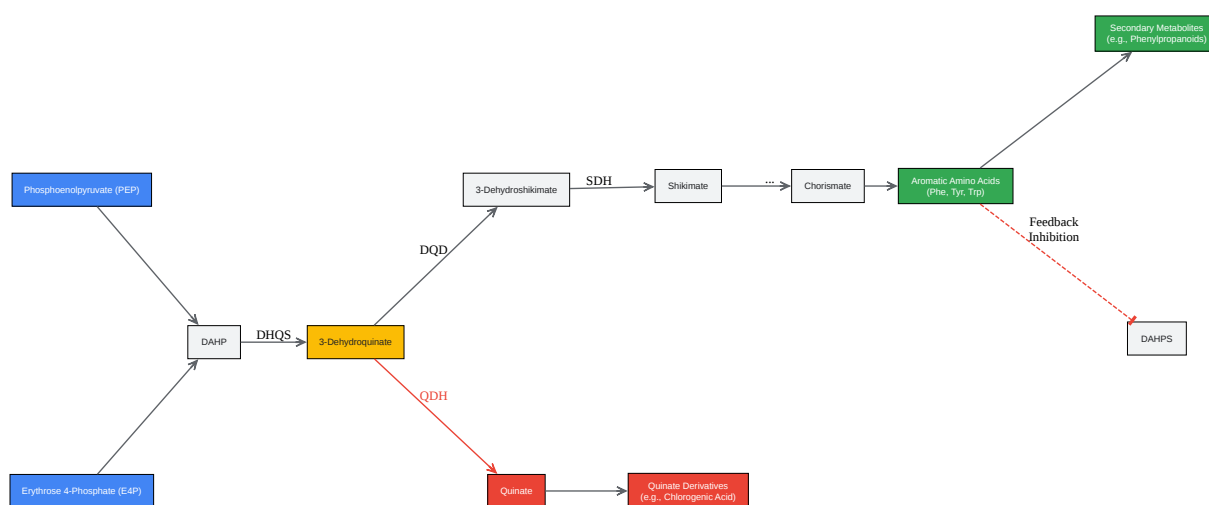 Secondary Metabolites
(e.g., Phenylpropanoids)
Phosphoenolpyruvate (PEP)
3-Dehydroshikimate
SDH
Shikimate
...
Chorismate
Aromatic Amino Acids
(Phe, Tyr, Trp)
Feedback
Inhibition
DQD
DAHP
DHQS
3-Dehydroquinate
DAHPS
QDH
Erythrose 4-Phosphate (E4P)
Quinate
Quinate Derivatives
(e.g., Chlorogenic Acid)